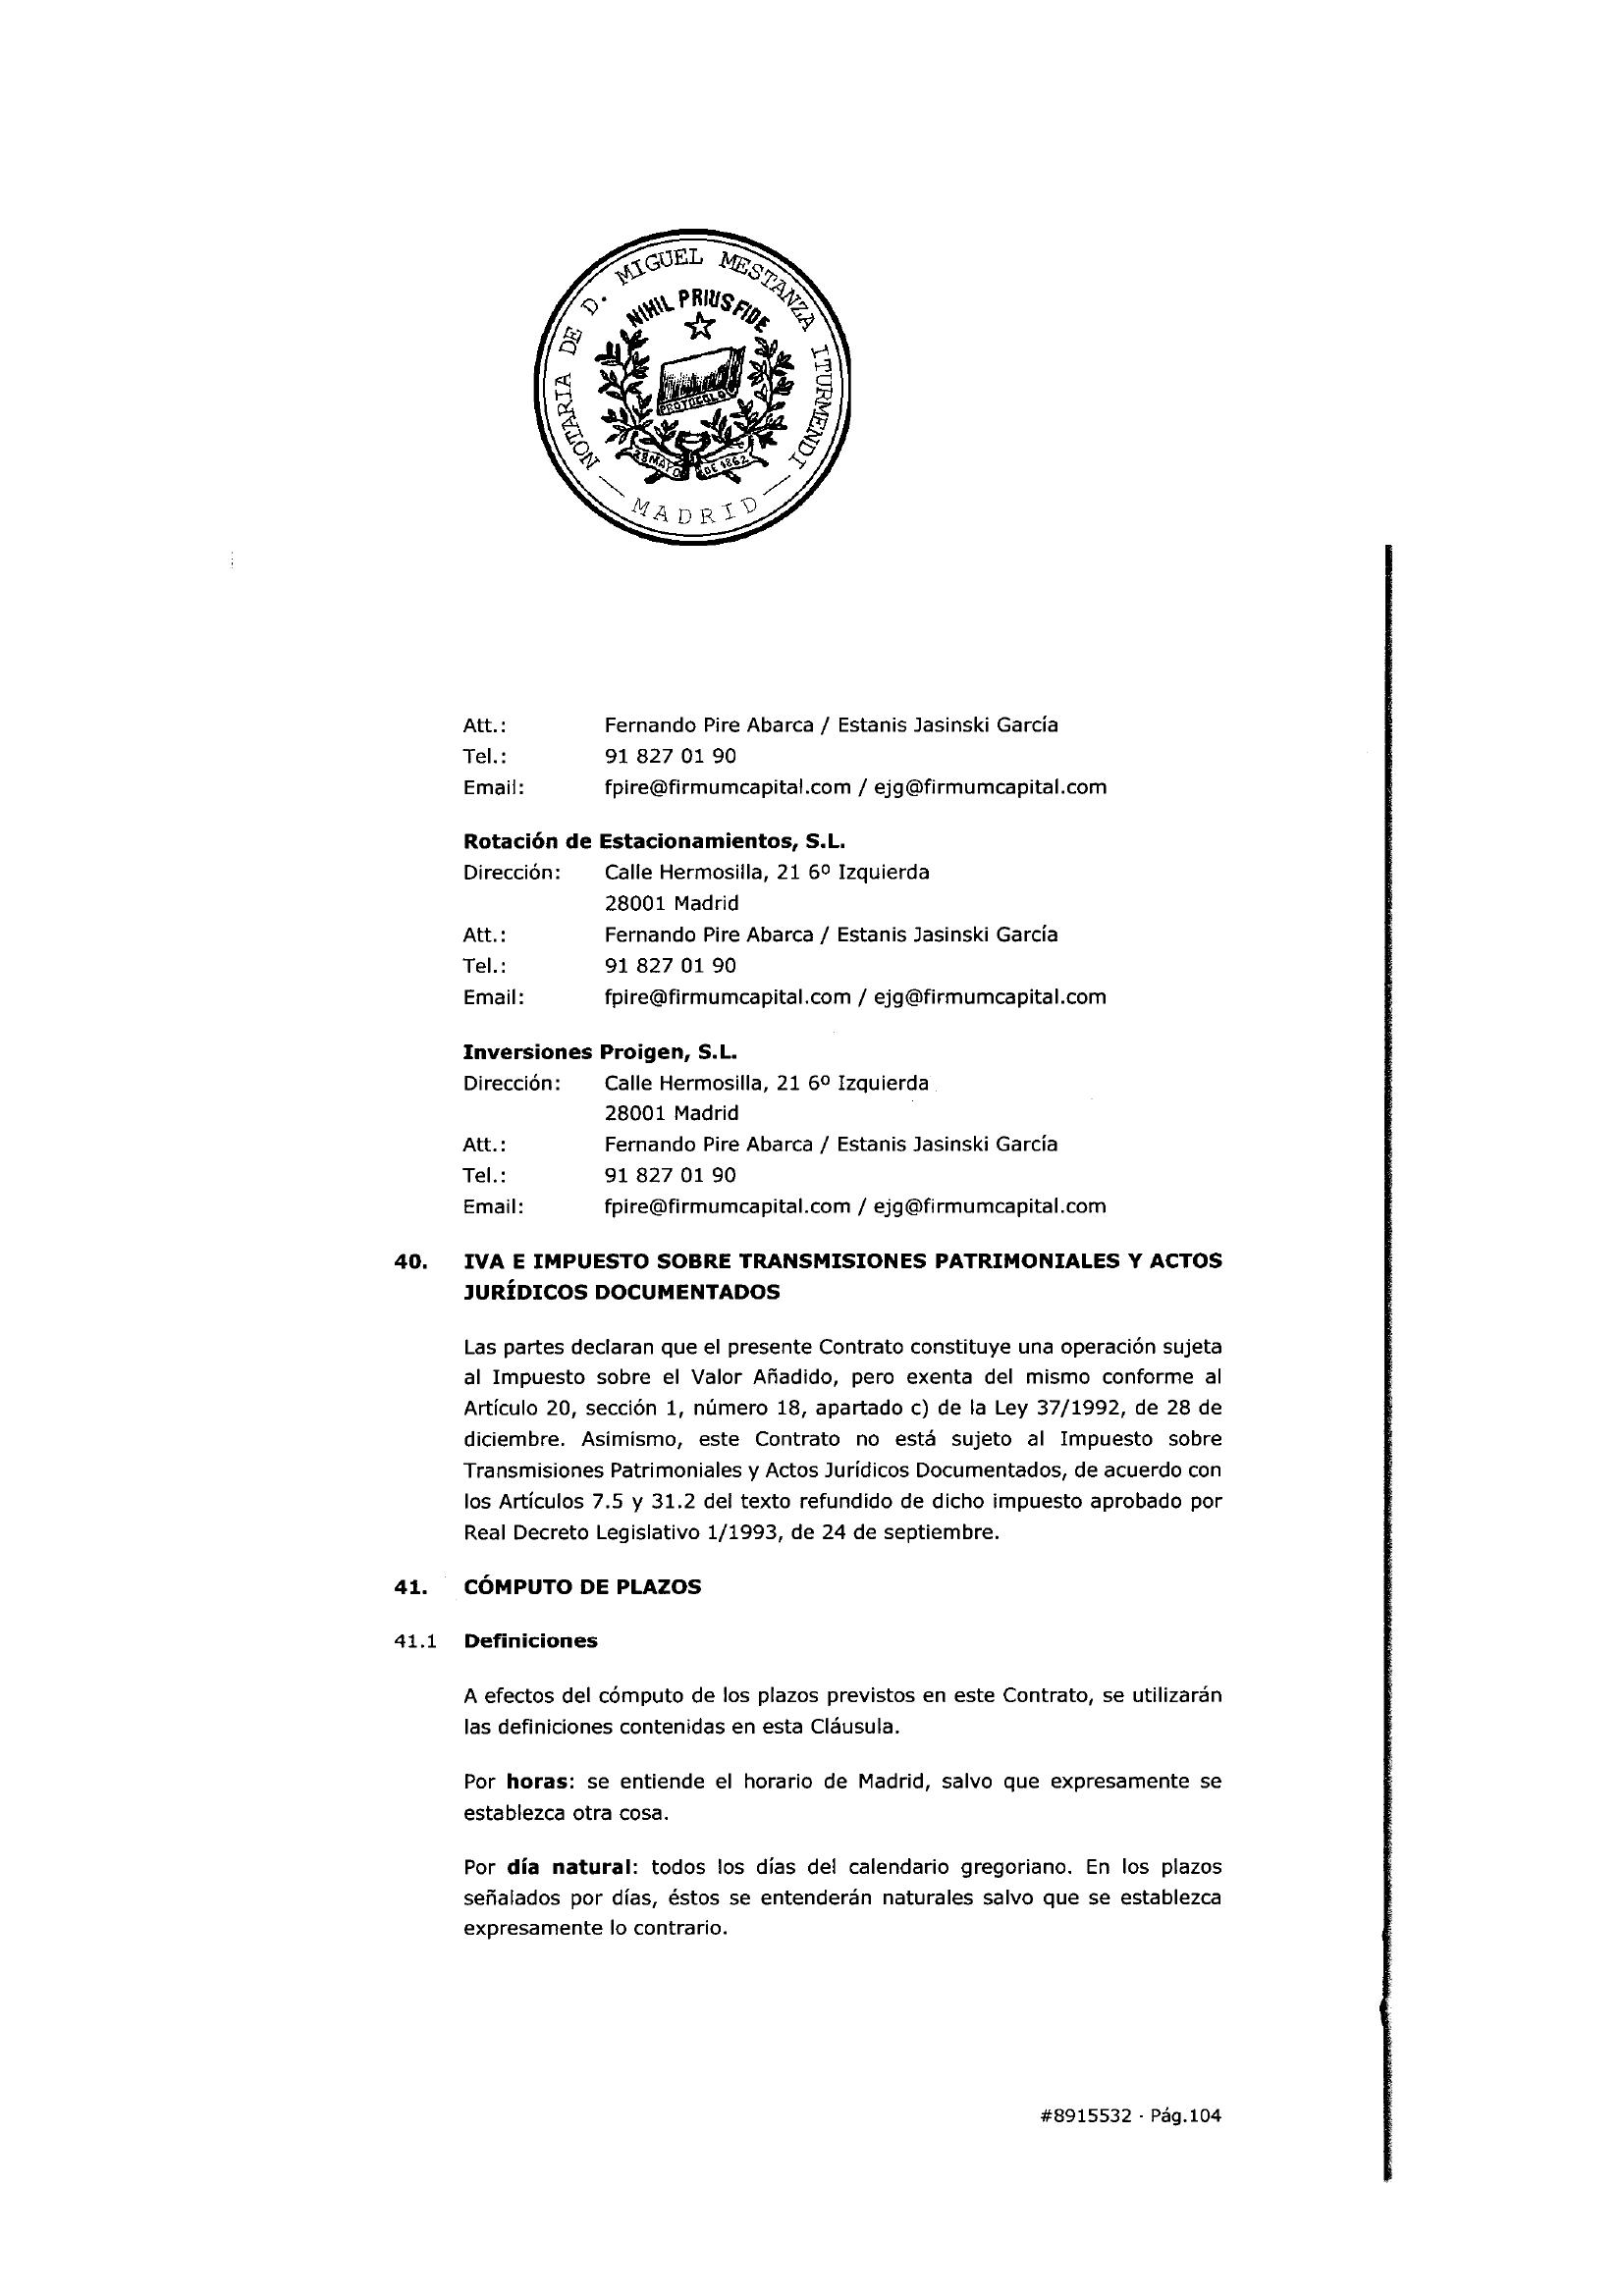 NOTARIA DE D. MIGUEL MESTANZA ITURMENDI
NIHIL PRIUS FIDE
PROTOCOLO
28 MAYO DE 1862
— MADRID —
Att.: Fernando Pire Abarca / Estanis Jasinski García
Tel.: 91 827 01 90
Email: fpire@firmumcapital.com / ejg@firmumcapital.com
Rotación de Estacionamientos, S.L.
Dirección: Calle Hermosilla, 21 6º Izquierda
28001 Madrid
Att.: Fernando Pire Abarca / Estanis Jasinski García
Tel.: 91 827 01 90
Email: fpire@firmumcapital.com / ejg@firmumcapital.com
Inversiones Proigen, S.L.
Dirección: Calle Hermosilla, 21 6º Izquierda
28001 Madrid
Att.: Fernando Pire Abarca / Estanis Jasinski García
Tel.: 91 827 01 90
Email: fpire@firmumcapital.com / ejg@firmumcapital.com
40. IVA E IMPUESTO SOBRE TRANSMISIONES PATRIMONIALES Y ACTOS
JURÍDICOS DOCUMENTADOS
Las partes declaran que el presente Contrato constituye una operación sujeta
al Impuesto sobre el Valor Añadido, pero exenta del mismo conforme al
Artículo 20, sección 1, número 18, apartado c) de la Ley 37/1992, de 28 de
diciembre. Asimismo, este Contrato no está sujeto al Impuesto sobre
Transmisiones Patrimoniales y Actos Jurídicos Documentados, de acuerdo con
los Artículos 7.5 y 31.2 del texto refundido de dicho impuesto aprobado por
Real Decreto Legislativo 1/1993, de 24 de septiembre.
41. CÓMPUTO DE PLAZOS
41.1 Definiciones
A efectos del cómputo de los plazos previstos en este Contrato, se utilizarán
las definiciones contenidas en esta Cláusula.
Por horas: se entiende el horario de Madrid, salvo que expresamente se
establezca otra cosa.
Por día natural: todos los días del calendario gregoriano. En los plazos
señalados por días, éstos se entenderán naturales salvo que se establezca
expresamente lo contrario.
#8915532 - Pág.104